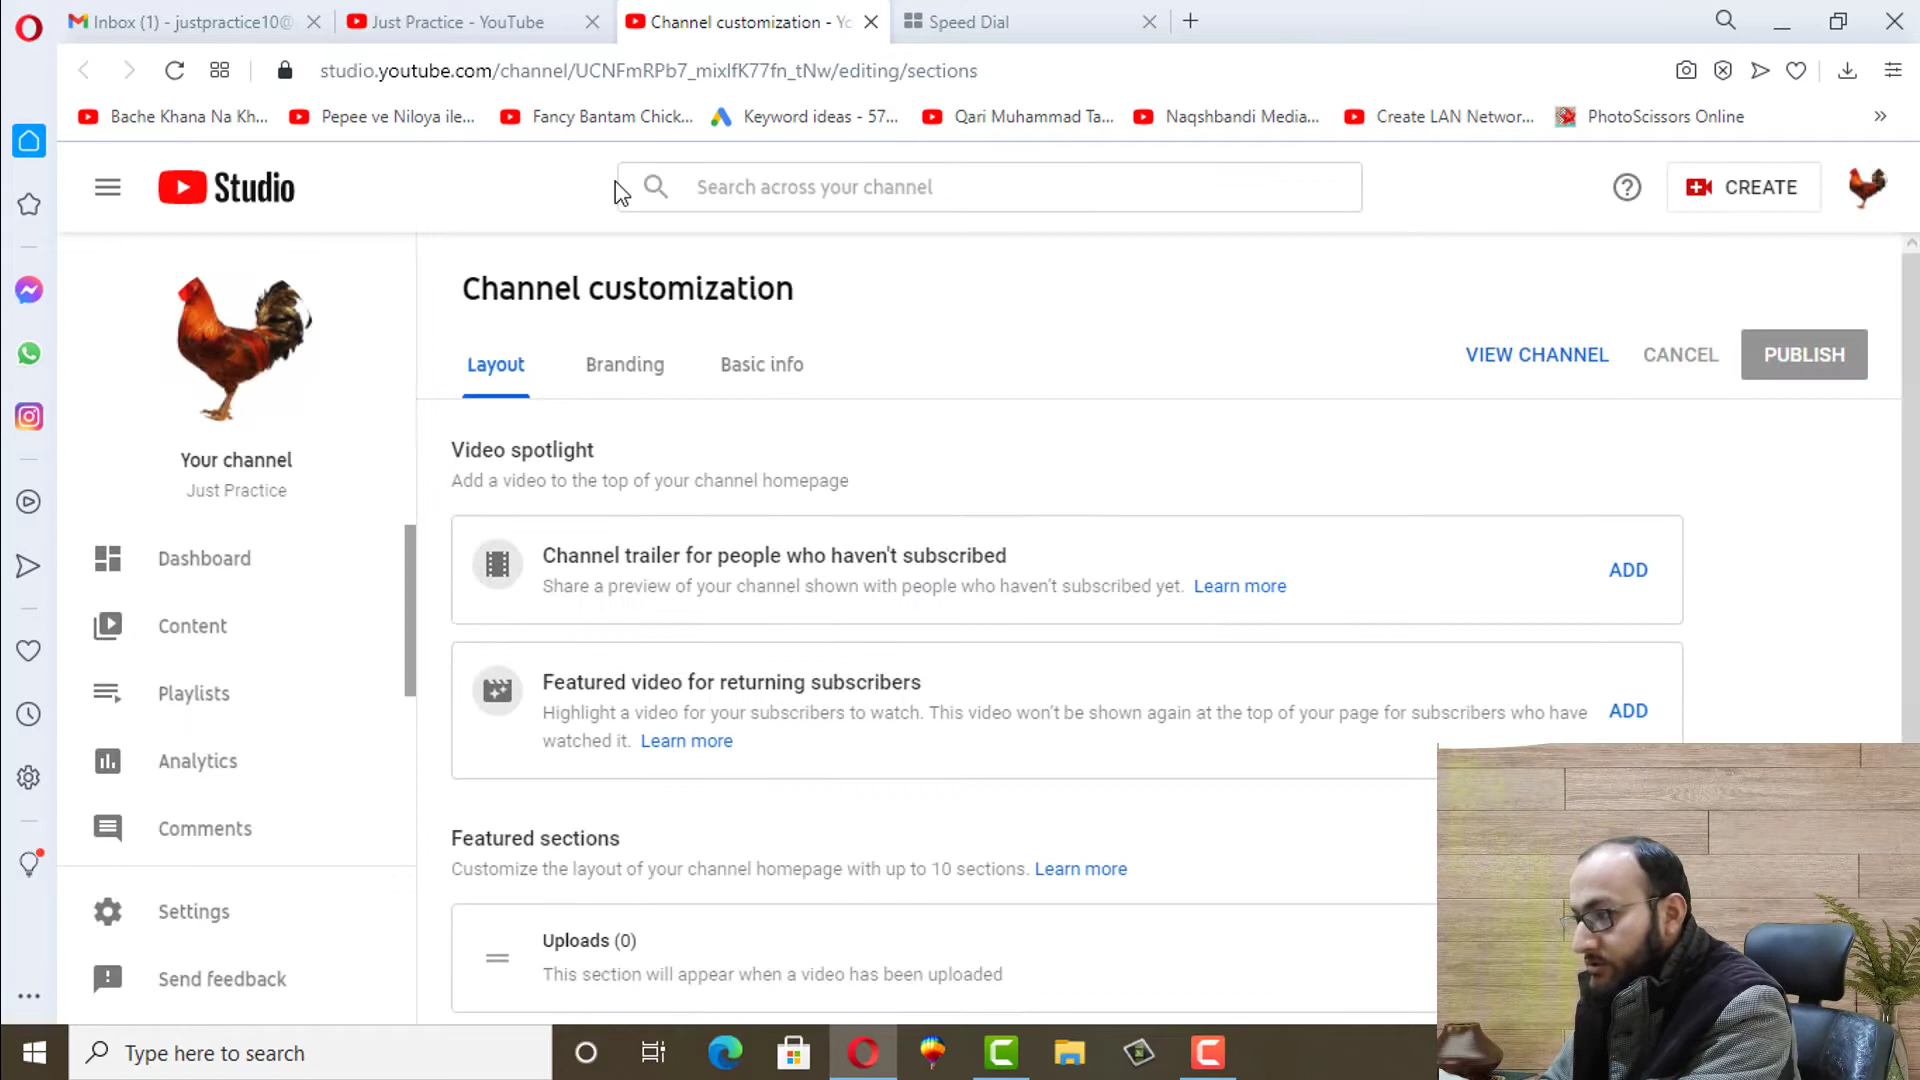 Inbox (1) - justpractice10@
Just Practice - YouTube
Channel customization - Yo
Speed Dial
studio.youtube.com/channel/UCNFmRPb7_mixlfK77fn_tNw/editing/sections
Bache Khana Na Kh...
Pepee ve Niloya ile...
Fancy Bantam Chick...
Keyword ideas - 57...
Qari Muhammad Ta...
Naqshbandi Media...
Create LAN Networ...
PhotoScissors Online
Studio
Search across your channel
CREATE
Channel customization
Layout
Branding
Basic info
VIEW CHANNEL
CANCEL
PUBLISH
Your channel
Just Practice
Dashboard
Content
Playlists
Analytics
Comments
Settings
Send feedback
Video spotlight
Add a video to the top of your channel homepage
Channel trailer for people who haven't subscribed
Share a preview of your channel shown with people who haven't subscribed yet. Learn more
ADD
Featured video for returning subscribers
Highlight a video for your subscribers to watch. This video won't be shown again at the top of your page for subscribers who have
watched it. Learn more
ADD
Featured sections
Customize the layout of your channel homepage with up to 10 sections. Learn more
Uploads (0)
This section will appear when a video has been uploaded
Type here to search